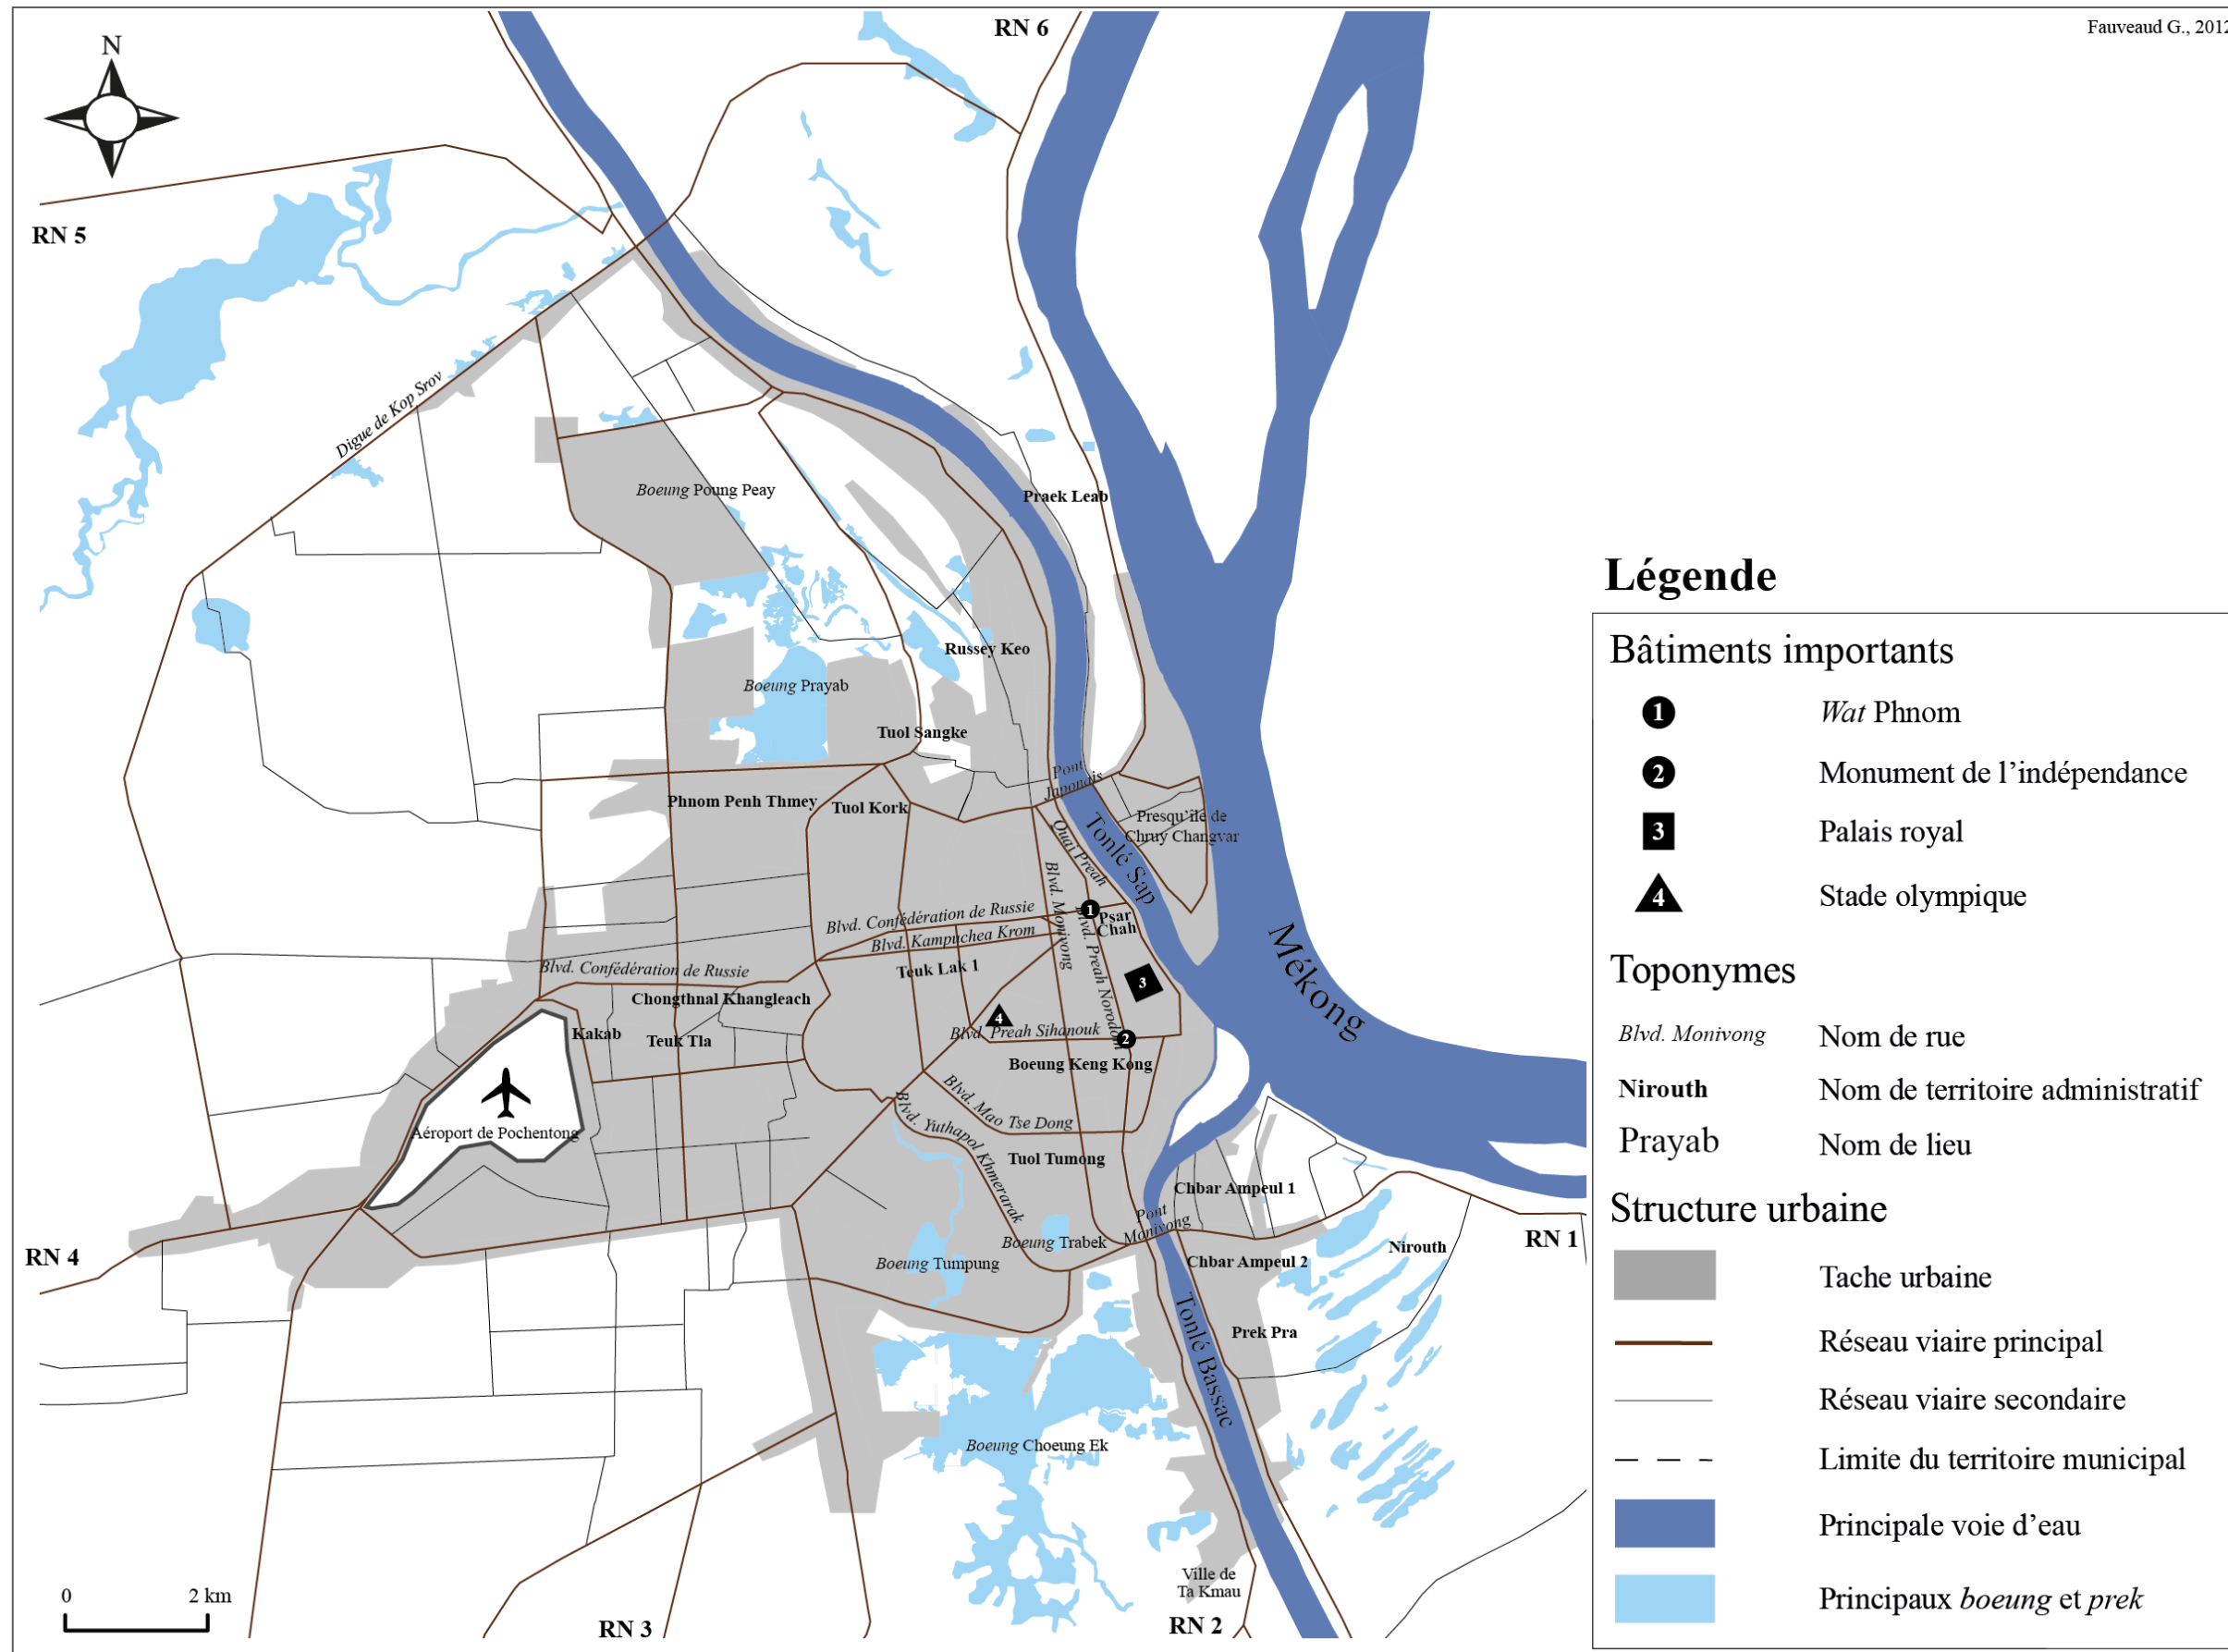 RN 6
Fauveaud G., 2012
N
RN 5
Digue de Kop Srov
Boeung Poung Peay
Praek Leab
Russey Keo
Boeung Prayab
Tuol Sangke
Pont
Japonais
Phnom Penh Thmey
Tuol Kork
Presqu'île de
Chruy Changvar
Quai Preah
Tonlé Sap
Blvd. Monivong
Blvd. Confédération de Russie
1
Psar
Chah
Blvd. Kampuchea Krom
Blvd. Preah Norodom
Mékong
Blvd. Confédération de Russie
Teuk Lak 1
3
Chongthnal Khangleach
4
Kakab
Teuk Tla
Blvd. Preah Sihanouk
2
Boeung Keng Kong
Aéroport de Pochentong
Blvd. Mao Tse Dong
Blvd. Yuthapol Khmerarak
Tuol Tumong
Chbar Ampeul 1
Pont
Monivong
Boeung Trabek
RN 4
Boeung Tumpung
Chbar Ampeul 2
Nirouth
RN 1
Tonlé Bassac
Prek Pra
Boeung Choeung Ek
Ville de
Ta Kmau
0 2 km
RN 3
RN 2
Légende
Bâtiments importants
1 Wat Phnom
2 Monument de l’indépendance
3 Palais royal
4 Stade olympique
Toponymes
Blvd. Monivong Nom de rue
Nirouth Nom de territoire administratif
Prayab Nom de lieu
Structure urbaine
Tache urbaine
Réseau viaire principal
Réseau viaire secondaire
Limite du territoire municipal
Principale voie d’eau
Principaux boeung et prek